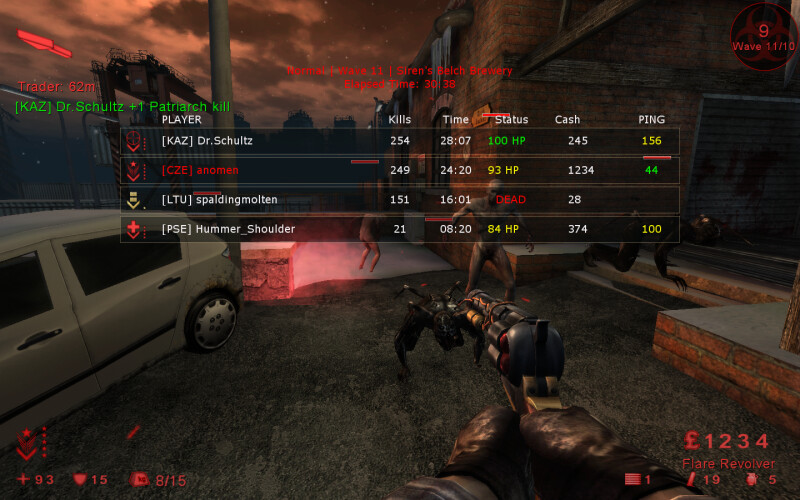 9
Wave 11/10
Normal | Wave 11 | Siren's Belch Brewery
Elapsed Time: 30:38
Trader: 62m
[KAZ] Dr.Schultz +1 Patriarch kill
PLAYER Kills Time Status Cash PING
[KAZ] Dr.Schultz 254 28:07 100 HP 245 156
[CZE] anomen 249 24:20 93 HP 1234 44
[LTU] spaldingmolten 151 16:01 DEAD 28
[PSE] Hummer_Shoulder 21 08:20 84 HP 374 100
£1234
Flare Revolver
93 15 8/15 1 19 5